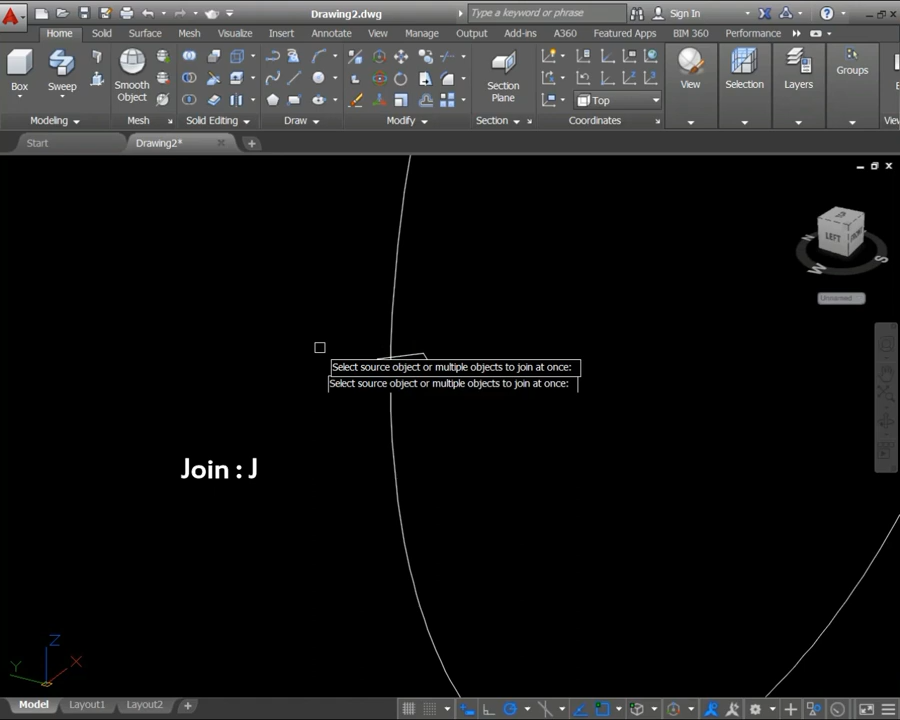 Drawing2.dwg
Type a keyword or phrase
Sign In
Home
Solid
Surface
Mesh
Visualize
Insert
Annotate
View
Manage
Output
Add-ins
A360
Featured Apps
BIM 360
Performance
Box
Sweep
Smooth
Object
Section
Plane
Top
View
Selection
Layers
Groups
Modeling
Mesh
Solid Editing
Draw
Modify
Section
Coordinates
Start
Drawing2*
LEFT
FRONT
N
W
S
Unnamed
Select source object or multiple objects to join at once:
Select source object or multiple objects to join at once:
Join : J
Z
Y
X
Model
Layout1
Layout2